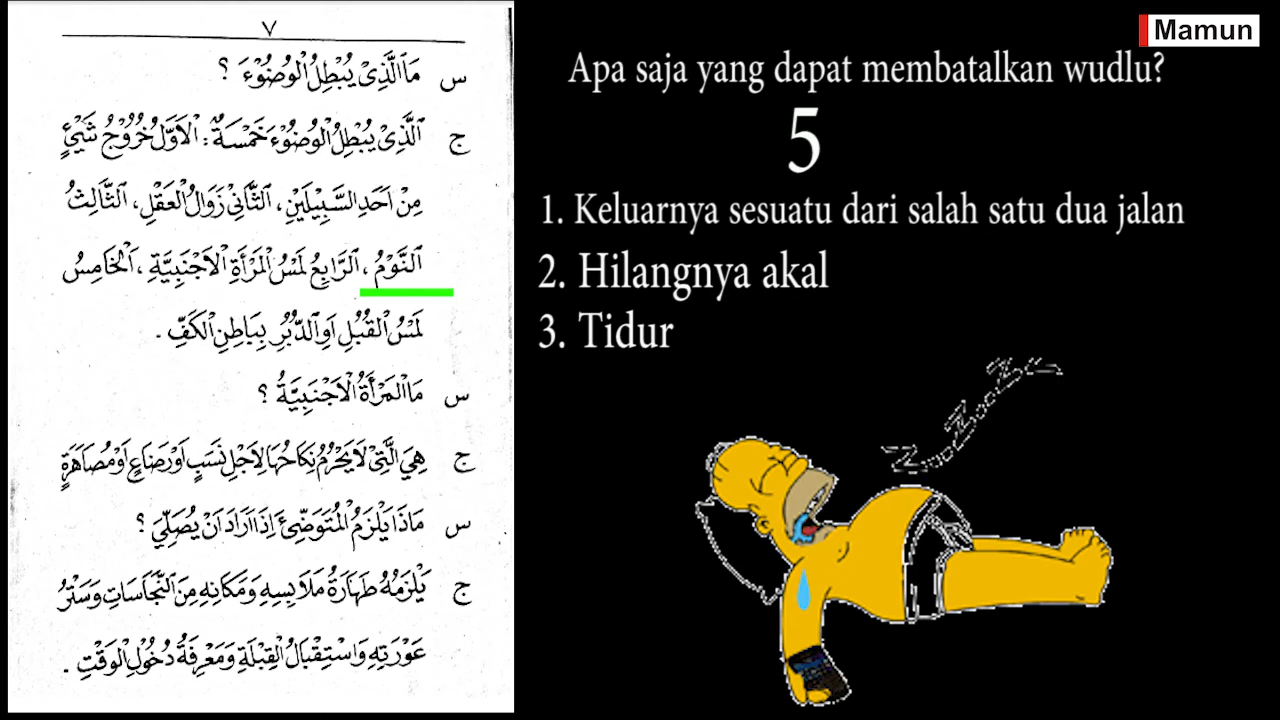 ٧
س مَا الَّذِيْ يُبْطِلُ الْوُضُوْءَ ؟
ج اَلَّذِيْ يُبْطِلُ الْوُضُوْءَ خَمْسَةٌ : اَلْاَوَّلُ خُرُوْجُ شَيْئٍ
مِنْ اَحَدِ السَّبِيْلَيْنِ ، اَلثَّانِيْ زَوَالُ الْعَقْلِ ، اَلثَّالِثُ
اَلنَّوْمُ ، اَلرَّابِعُ لَمْسُ الْمَرْأَةِ الْاَجْنَبِيَّةِ ، اَلْخَامِسُ
لَمْسُ الْقُبُلِ اَوِ الدُّبُرِ بِبَاطِنِ الْكَفِّ .
س مَا الْمَرْأَةُ الْاَجْنَبِيَّةُ ؟
ج هِيَ الَّتِيْ لَا يَحْرُمُ نِكَاحُهَا لِاَجْلِ نَسَبٍ اَوْ رَضَاعٍ اَوْ مُصَاهَرَةٍ
س مَاذَا يَلْزَمُ الْمُتَوَضِّئَ اِذَا اَرَادَ اَنْ يُصَلِّيَ ؟
ج يَلْزَمُهُ طَهَارَةُ مَلَابِسِهِ وَمَكَانِهِ مِنَ النَّجَاسَاتِ وَسَتْرُ
عَوْرَتِهِ وَاسْتِقْبَالُ الْقِبْلَةِ وَمَعْرِفَةُ دُخُوْلِ الْوَقْتِ .
Mamun
Apa saja yang dapat membatalkan wudlu?
5
1. Keluarnya sesuatu dari salah satu dua jalan
2. Hilangnya akal
3. Tidur